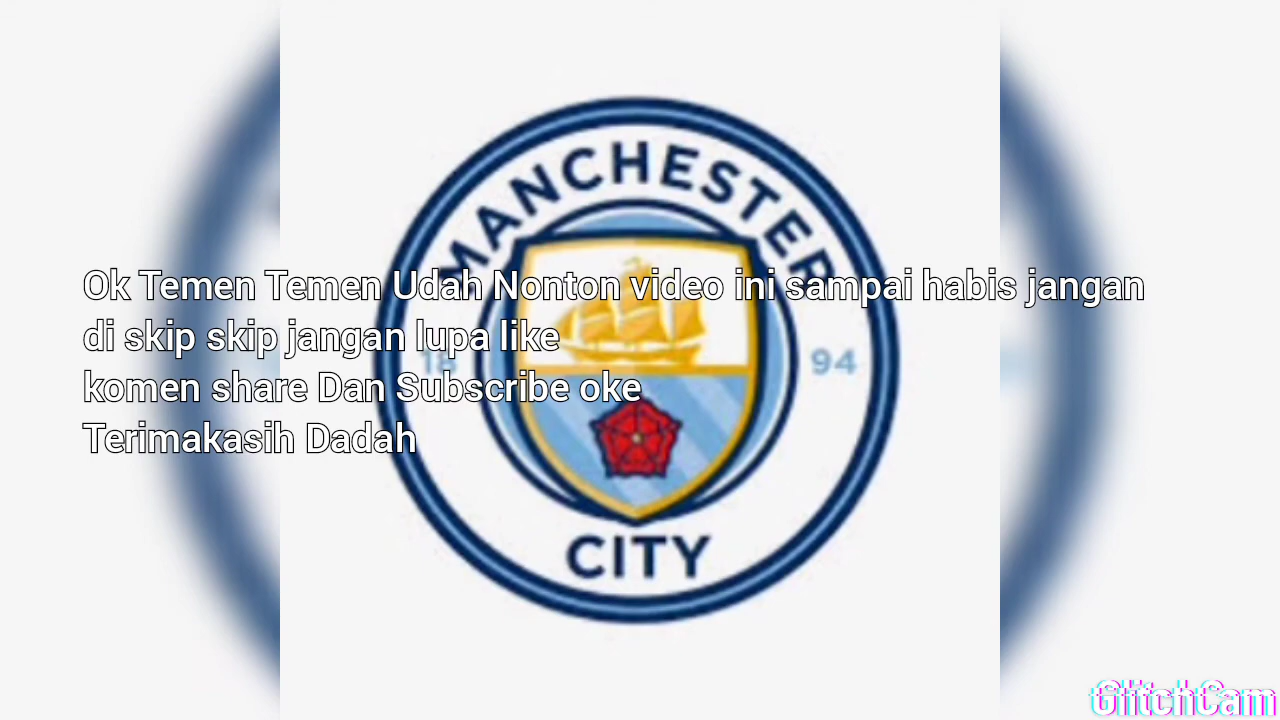 MANCHESTER
Ok Temen Temen Udah Nonton video ini sampai habis jangan
di skip skip jangan lupa like
18 94
komen share Dan Subscribe oke
Terimakasih Dadah
CITY
GlitchCam